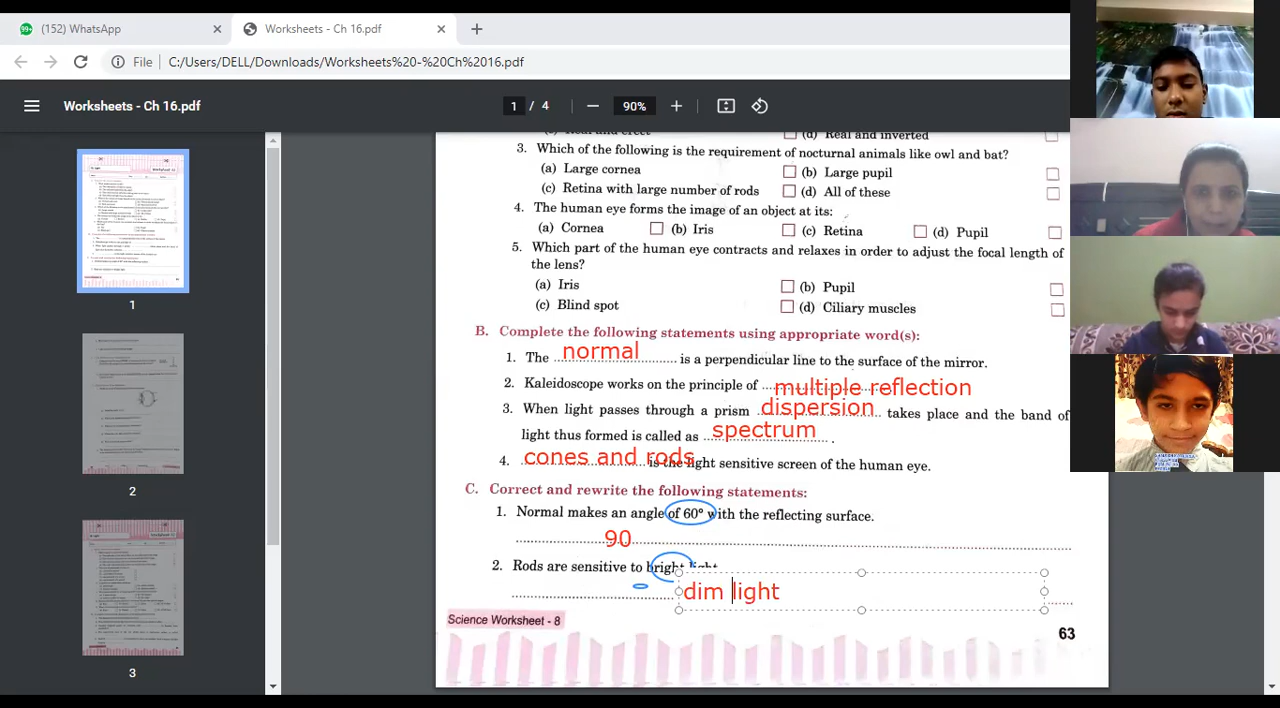 (152) WhatsApp
Worksheets - Ch 16.pdf
File
C:/Users/DELL/Downloads/Worksheets%20-%20Ch%2016.pdf
Worksheets - Ch 16.pdf
1 / 4
90%
(d) Real and inverted
3. Which of the following is the requirement of nocturnal animals like owl and bat?
(a) Large cornea (b) Large pupil
(c) Retina with large number of rods (d) All of these
4. The human eye forms the image of an object at its:
(a) Cornea (b) Iris (c) Retina (d) Pupil
5. Which part of the human eye contracts and relaxes in order to adjust the focal length of
the lens?
(a) Iris (b) Pupil
(c) Blind spot (d) Ciliary muscles
B. Complete the following statements using appropriate word(s):
1. The normal is a perpendicular line to the surface of the mirror.
2. Kaleidoscope works on the principle of multiple reflection
3. When light passes through a prism dispersion takes place and the band of
light thus formed is called as spectrum .
4. cones and rods is the light sensitive screen of the human eye.
C. Correct and rewrite the following statements:
1. Normal makes an angle of 60° with the reflecting surface.
90
2. Rods are sensitive to bright light
dim light
Science Worksheet - 8
63
1
2
3